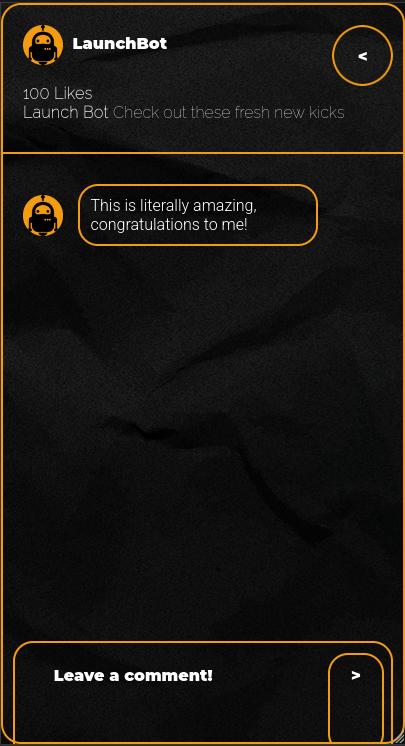 LaunchBot
<
100 Likes
Launch Bot Check out these fresh new kicks
This is literally amazing,
congratulations to me!
Leave a comment!
>